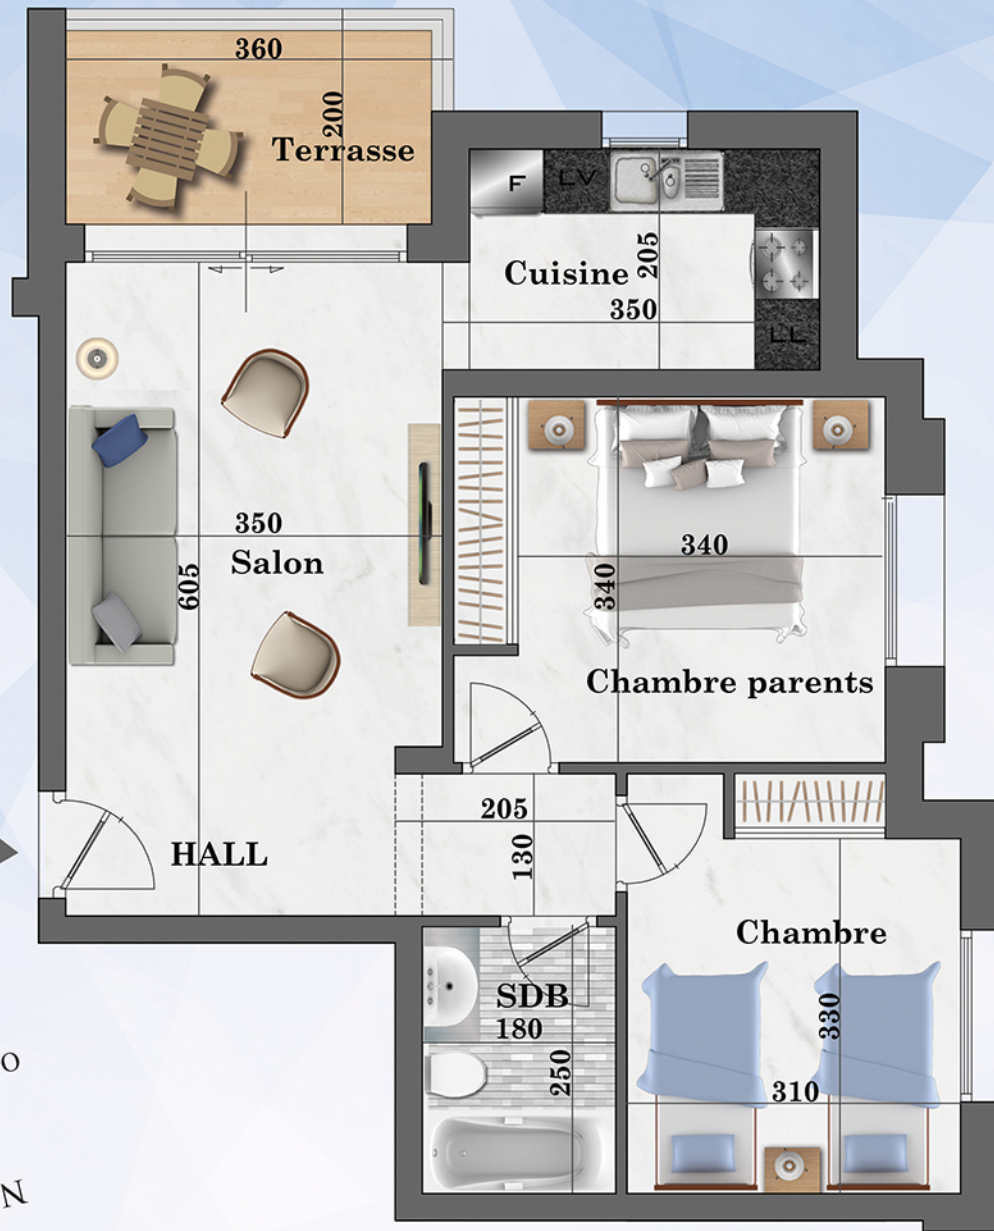 360
200
Terrasse
F
LV
Cuisine
205
350
LL
350
Salon
605
340
340
Chambre parents
205
130
HALL
Chambre
SDB
180
250
330
310
O
N